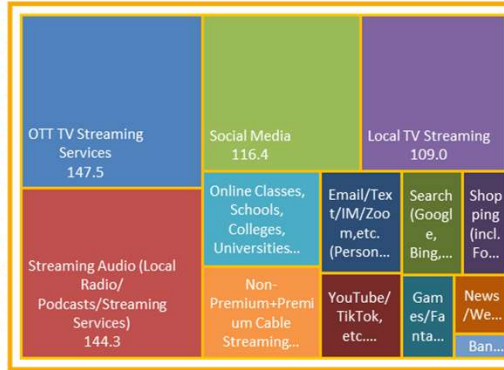 OTT TV Streaming
Services
147.5
Social Media
116.4
Local TV Streaming
109.0
Streaming Audio (Local
Radio/
Podcasts/Streaming
Services)
144.3
Online Classes,
Schools,
Colleges,
Universities...
Email/Tex
t/IM/Zoo
m,etc.
(Person...
Search
(Googl
e,
Bing,...
Shop
ping
(incl.
Fo...
Non-
Premium+Premi
um Cable
Streaming...
YouTube/
TikTok,
etc....
Gam
es/Fa
nta...
News
/We...
Ban...